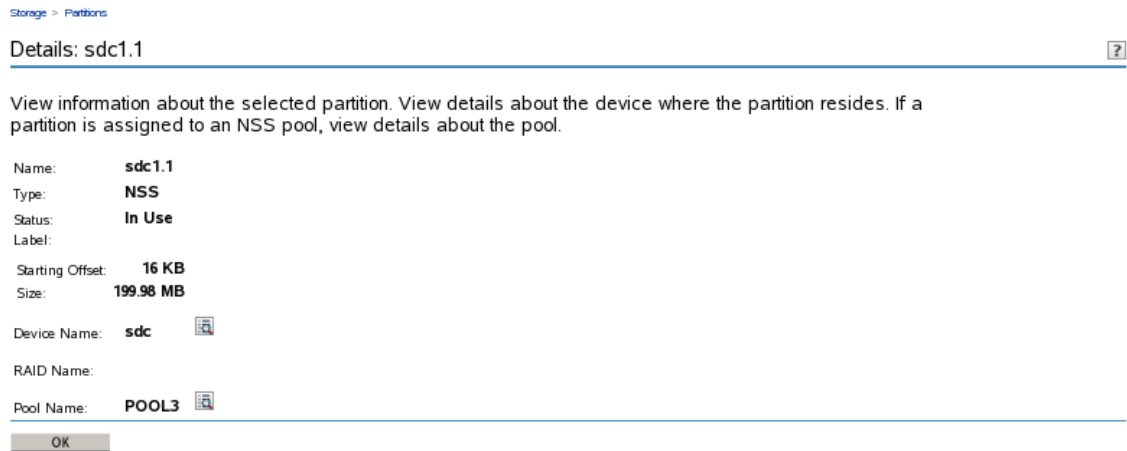 Storage > Partitions
Details: sdc1.1
?
View information about the selected partition. View details about the device where the partition resides. If a
partition is assigned to an NSS pool, view details about the pool.
Name: sdc1.1
Type: NSS
Status: In Use
Label:
Starting Offset: 16 KB
Size: 199.98 MB
Device Name: sdc
RAID Name:
Pool Name: POOL3
OK